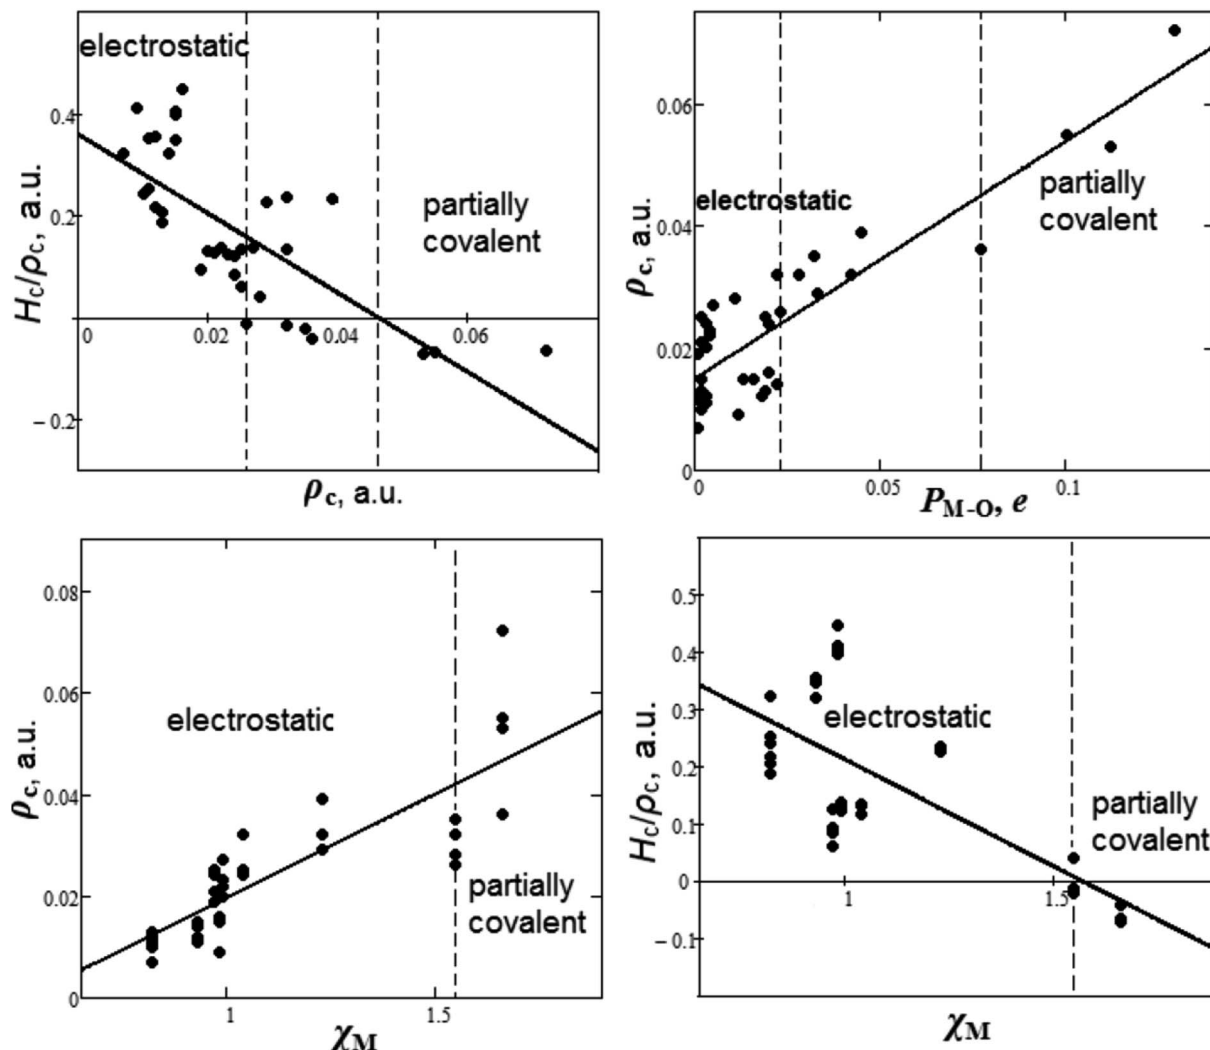 electrostatic
0.4
0.2
− 0.2
0
0.02
0.04
0.06
partially
covalent
Hc/ρc, a.u.
ρc, a.u.
electrostatic
0.06
0.04
0.02
0
0
0.05
0.1
partially
covalent
ρc, a.u.
PM-O, e
0.08
0.06
0.04
0.02
0
electrostatic
partially
covalent
1
1.5
ρc, a.u.
χM
0.5
0.4
0.3
0.2
0.1
0
− 0.1
electrostatic
partially
covalent
1
1.5
Hc/ρc, a.u.
χM